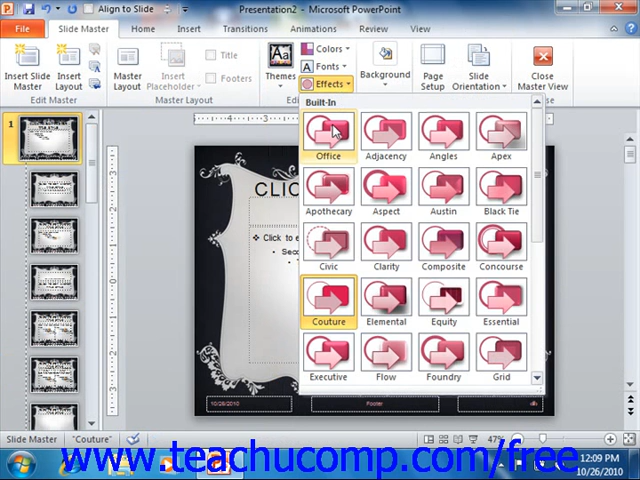 Align to Slide
Presentation2 - Microsoft PowerPoint
File
Slide Master
Home
Insert
Transitions
Animations
Review
View
Insert Slide Master
Insert Layout
Edit Master
Master Layout
Insert Placeholder
Title
Footers
Master Layout
Themes
Colors
Fonts
Effects
Background
Page Setup
Slide Orientation
Close Master View
Close
1
4
3
Built-In
Office
Adjacency
Angles
Apex
Apothecary
Aspect
Austin
Black Tie
Civic
Clarity
Composite
Concourse
Couture
Elemental
Equity
Essential
Executive
Flow
Foundry
Grid
CLIC
Click to e
Seco
10/26/2010
Footer
Slide Master
"Couture"
47%
www.teachucomp.com/free
12:09 PM
10/26/2010